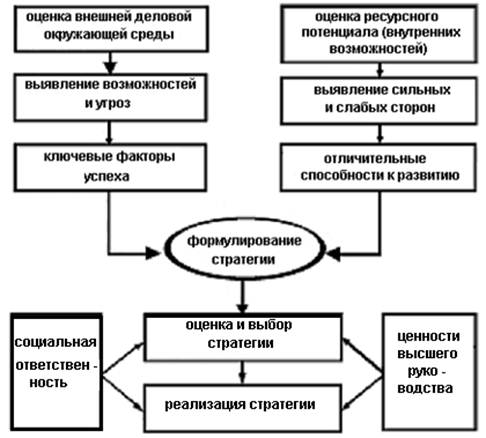 оценка внешней деловой
окружающей среды
оценка ресурсного
потенциала (внутренних
возможностей)
выявление возможностей
и угроз
выявление сильных
и слабых сторон
ключевые факторы
успеха
отличительные
способности к развитию
формулирование
стратегии
социальная
ответствен -
ность
оценка и выбор
стратегии
реализация стратегии
ценности
высшего
руко -
водства